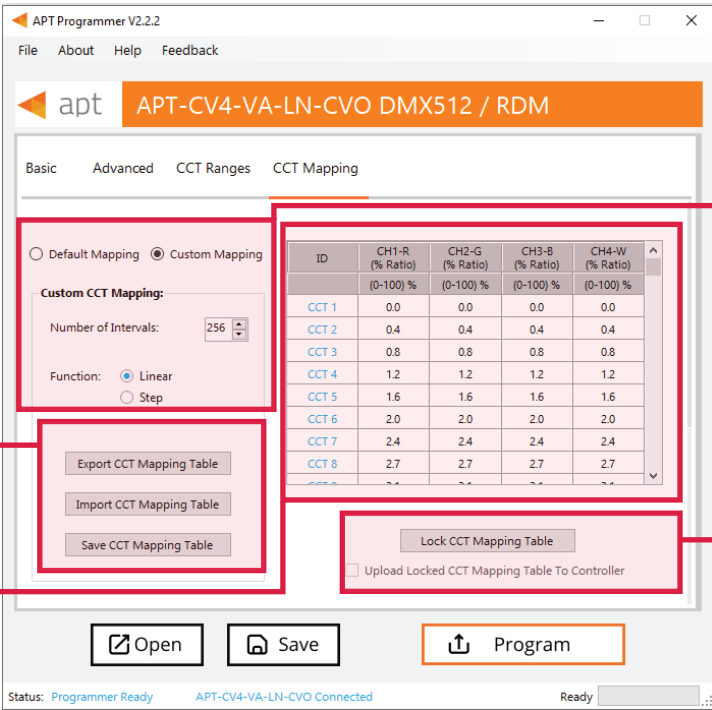 APT Programmer V2.2.2
File About Help Feedback
apt APT-CV4-VA-LN-CVO DMX512 / RDM
Basic Advanced CCT Ranges CCT Mapping
Default Mapping Custom Mapping
Custom CCT Mapping:
Number of Intervals: 256
Function: Linear
Step
Export CCT Mapping Table
Import CCT Mapping Table
Save CCT Mapping Table
ID CH1-R (% Ratio) CH2-G (% Ratio) CH3-B (% Ratio) CH4-W (% Ratio)
(0-100) % (0-100) % (0-100) % (0-100) %
CCT 1 0.0 0.0 0.0 0.0
CCT 2 0.4 0.4 0.4 0.4
CCT 3 0.8 0.8 0.8 0.8
CCT 4 1.2 1.2 1.2 1.2
CCT 5 1.6 1.6 1.6 1.6
CCT 6 2.0 2.0 2.0 2.0
CCT 7 2.4 2.4 2.4 2.4
CCT 8 2.7 2.7 2.7 2.7
Lock CCT Mapping Table
Upload Locked CCT Mapping Table To Controller
Open Save Program
Status: Programmer Ready APT-CV4-VA-LN-CVO Connected Ready